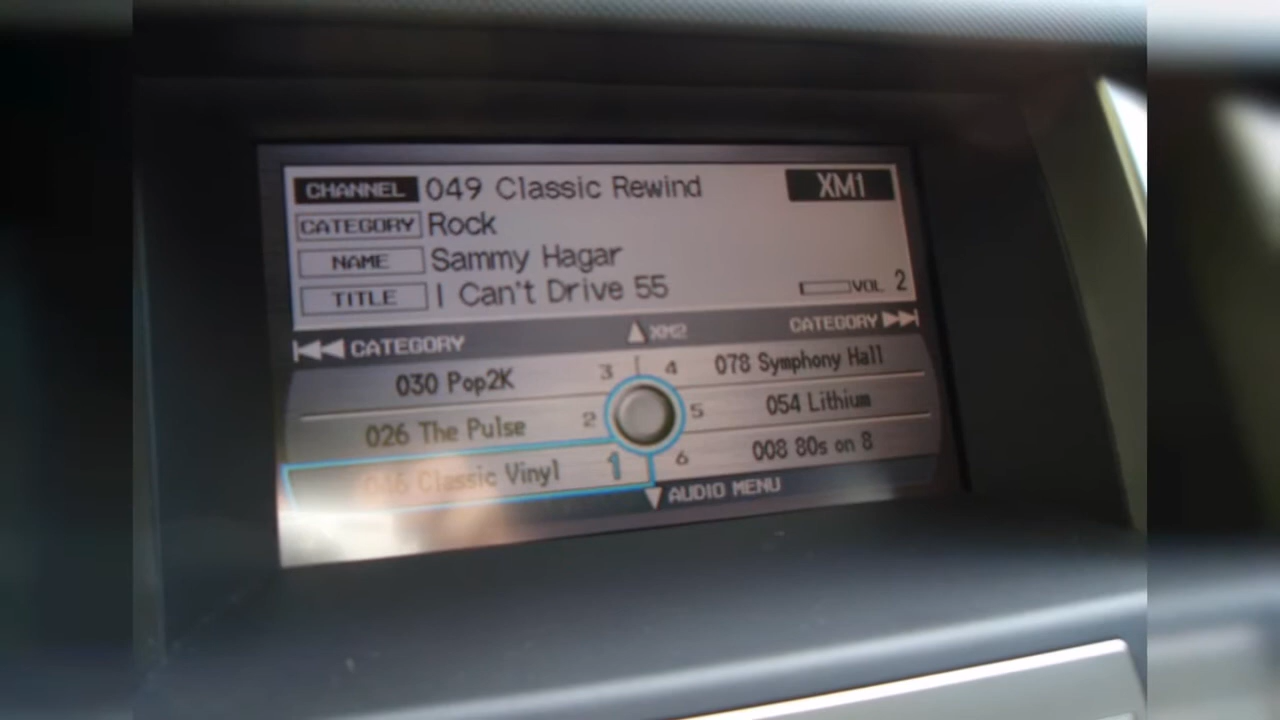 CHANNEL 049 Classic Rewind XM1
CATEGORY Rock
NAME Sammy Hagar
TITLE I Can't Drive 55 VOL 2
CATEGORY XM2 CATEGORY
030 Pop2K 3 4 078 Symphony Hall
026 The Pulse 2 5 054 Lithium
046 Classic Vinyl 1 6 008 80s on 8
AUDIO MENU